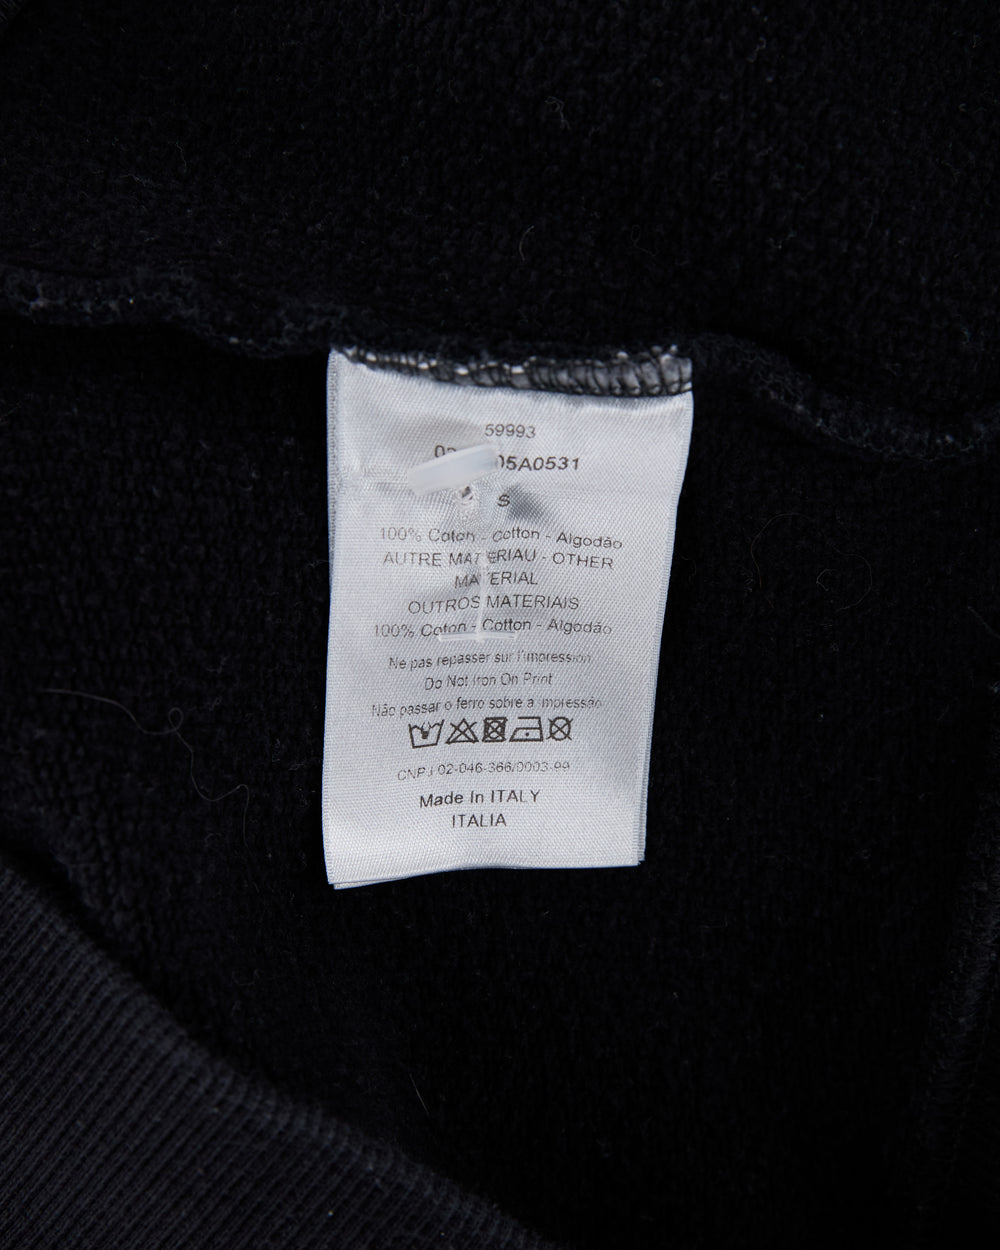 59993
05A0531
S
100% Coton - Cotton - Algodão
AUTRE MATERIAU - OTHER
MATERIAL
OUTROS MATERIAIS
100% Coton - Cotton - Algodão
Ne pas repasser sur l'impression
Do Not Iron On Print
Não passar o ferro sobre a impressão
CNPJ 02-046-366/0003-99
Made In ITALY
ITALIA